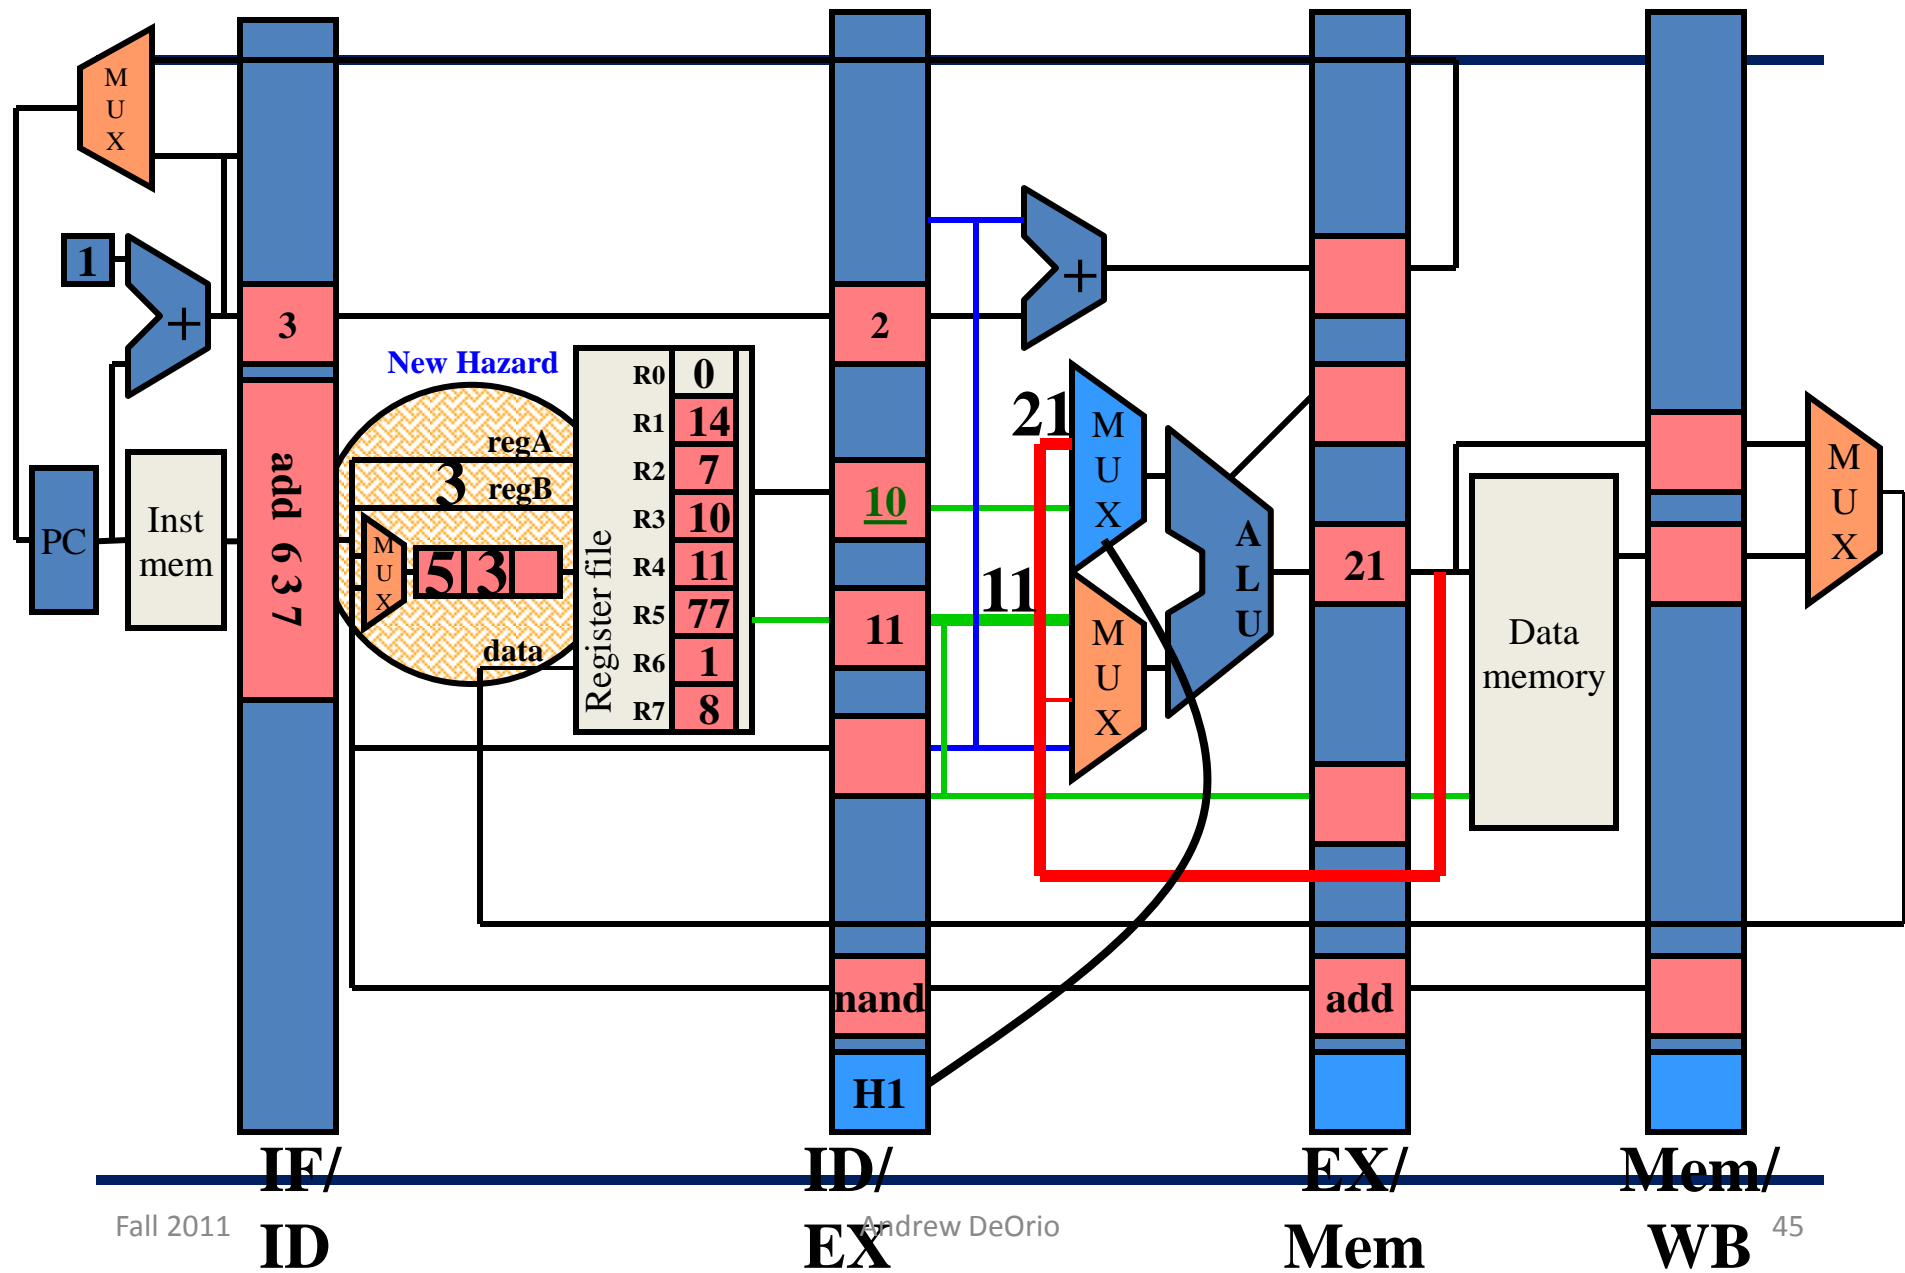 M
U
X
1
+
3
add 6 3 7
PC
Inst
mem
New Hazard
regA
3
regB
M
U
X
5 3
data
Register file
R0 0
R1 14
R2 7
R3 10
R4 11
R5 77
R6 1
R7 8
2
10
11
nand
H1
+
21
M
U
X
11
M
U
X
A
L
U
21
add
Data
memory
M
U
X
IF/
ID
ID/
EX
EX/
Mem
Mem/
WB
Fall 2011
Andrew DeOrio
45